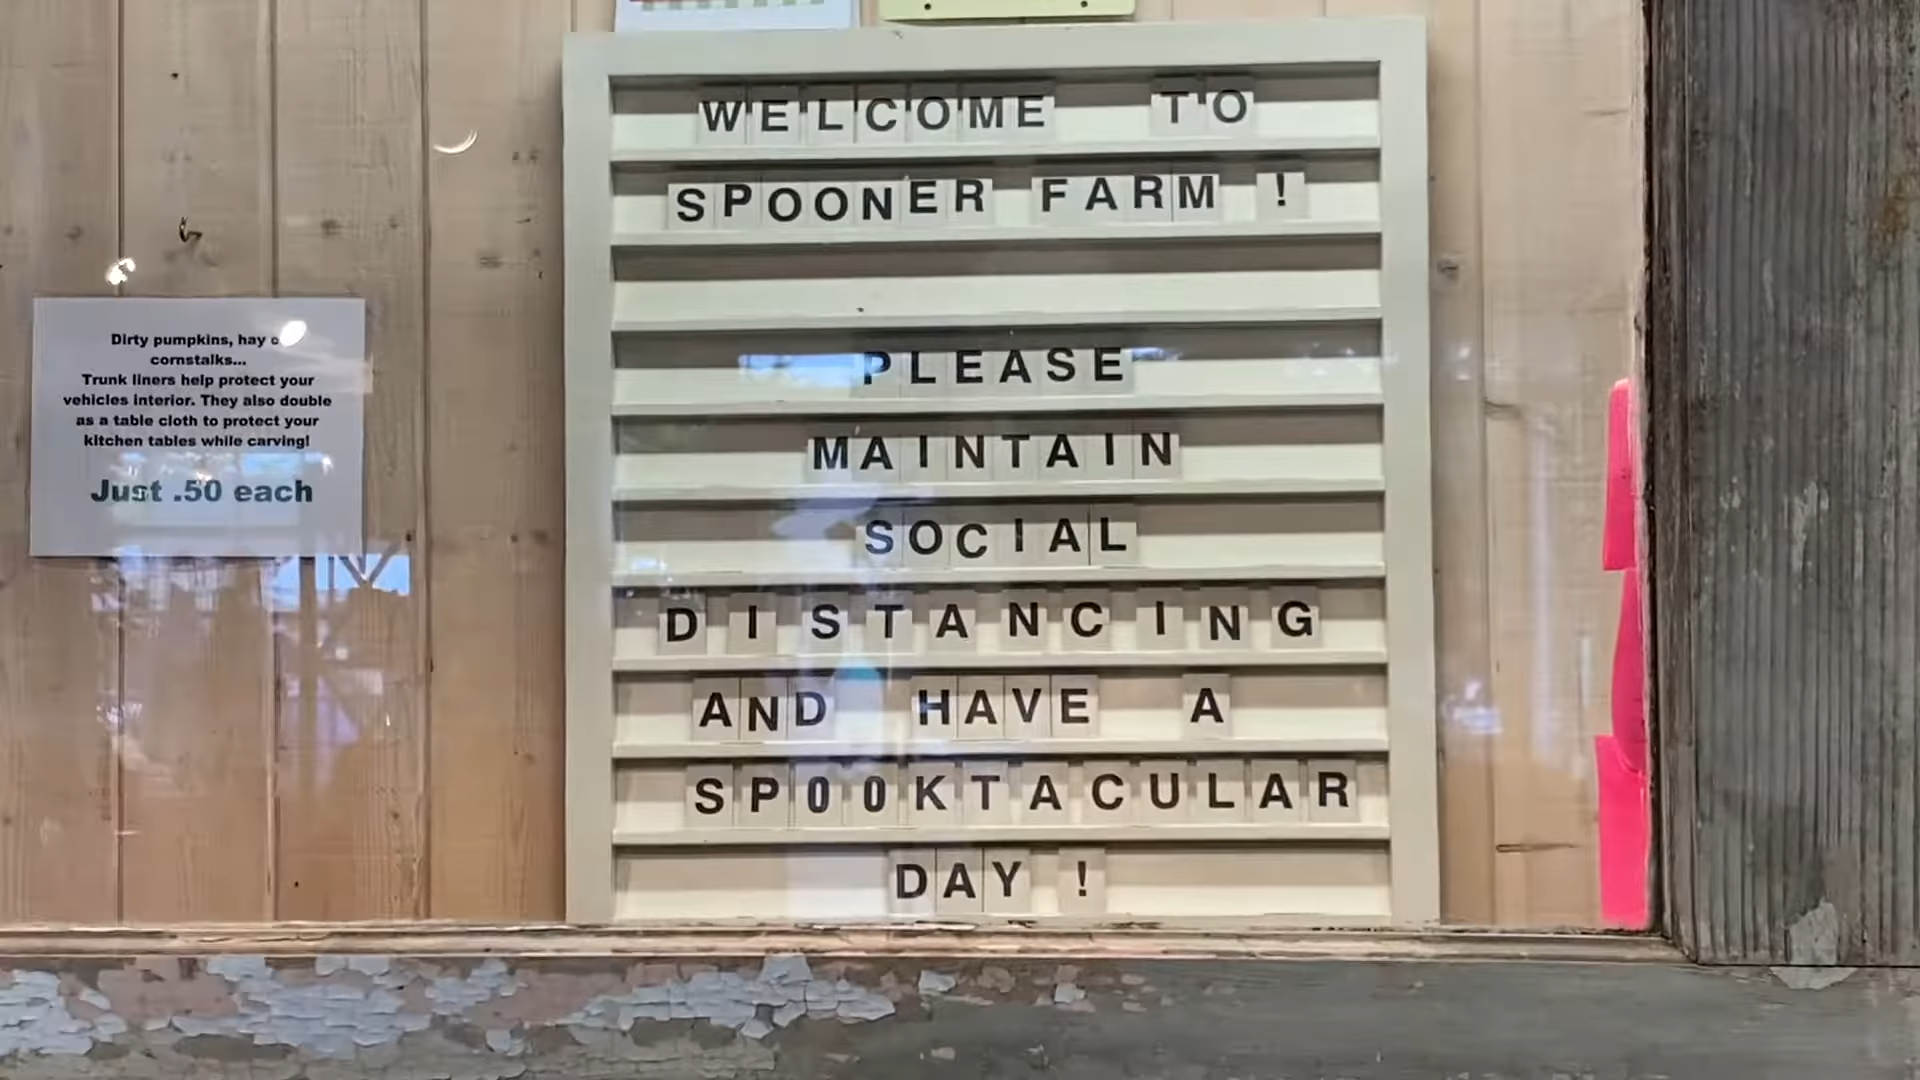 WELCOME TO
SPOONER FARM !
PLEASE
MAINTAIN
SOCIAL
DISTANCING
AND HAVE A
SPOOKTACULAR
DAY !
Dirty pumpkins, hay
cornstalks...
Trunk liners help protect your
vehicles interior. They also double
as a table cloth to protect your
kitchen tables while carving!
Just .50 each